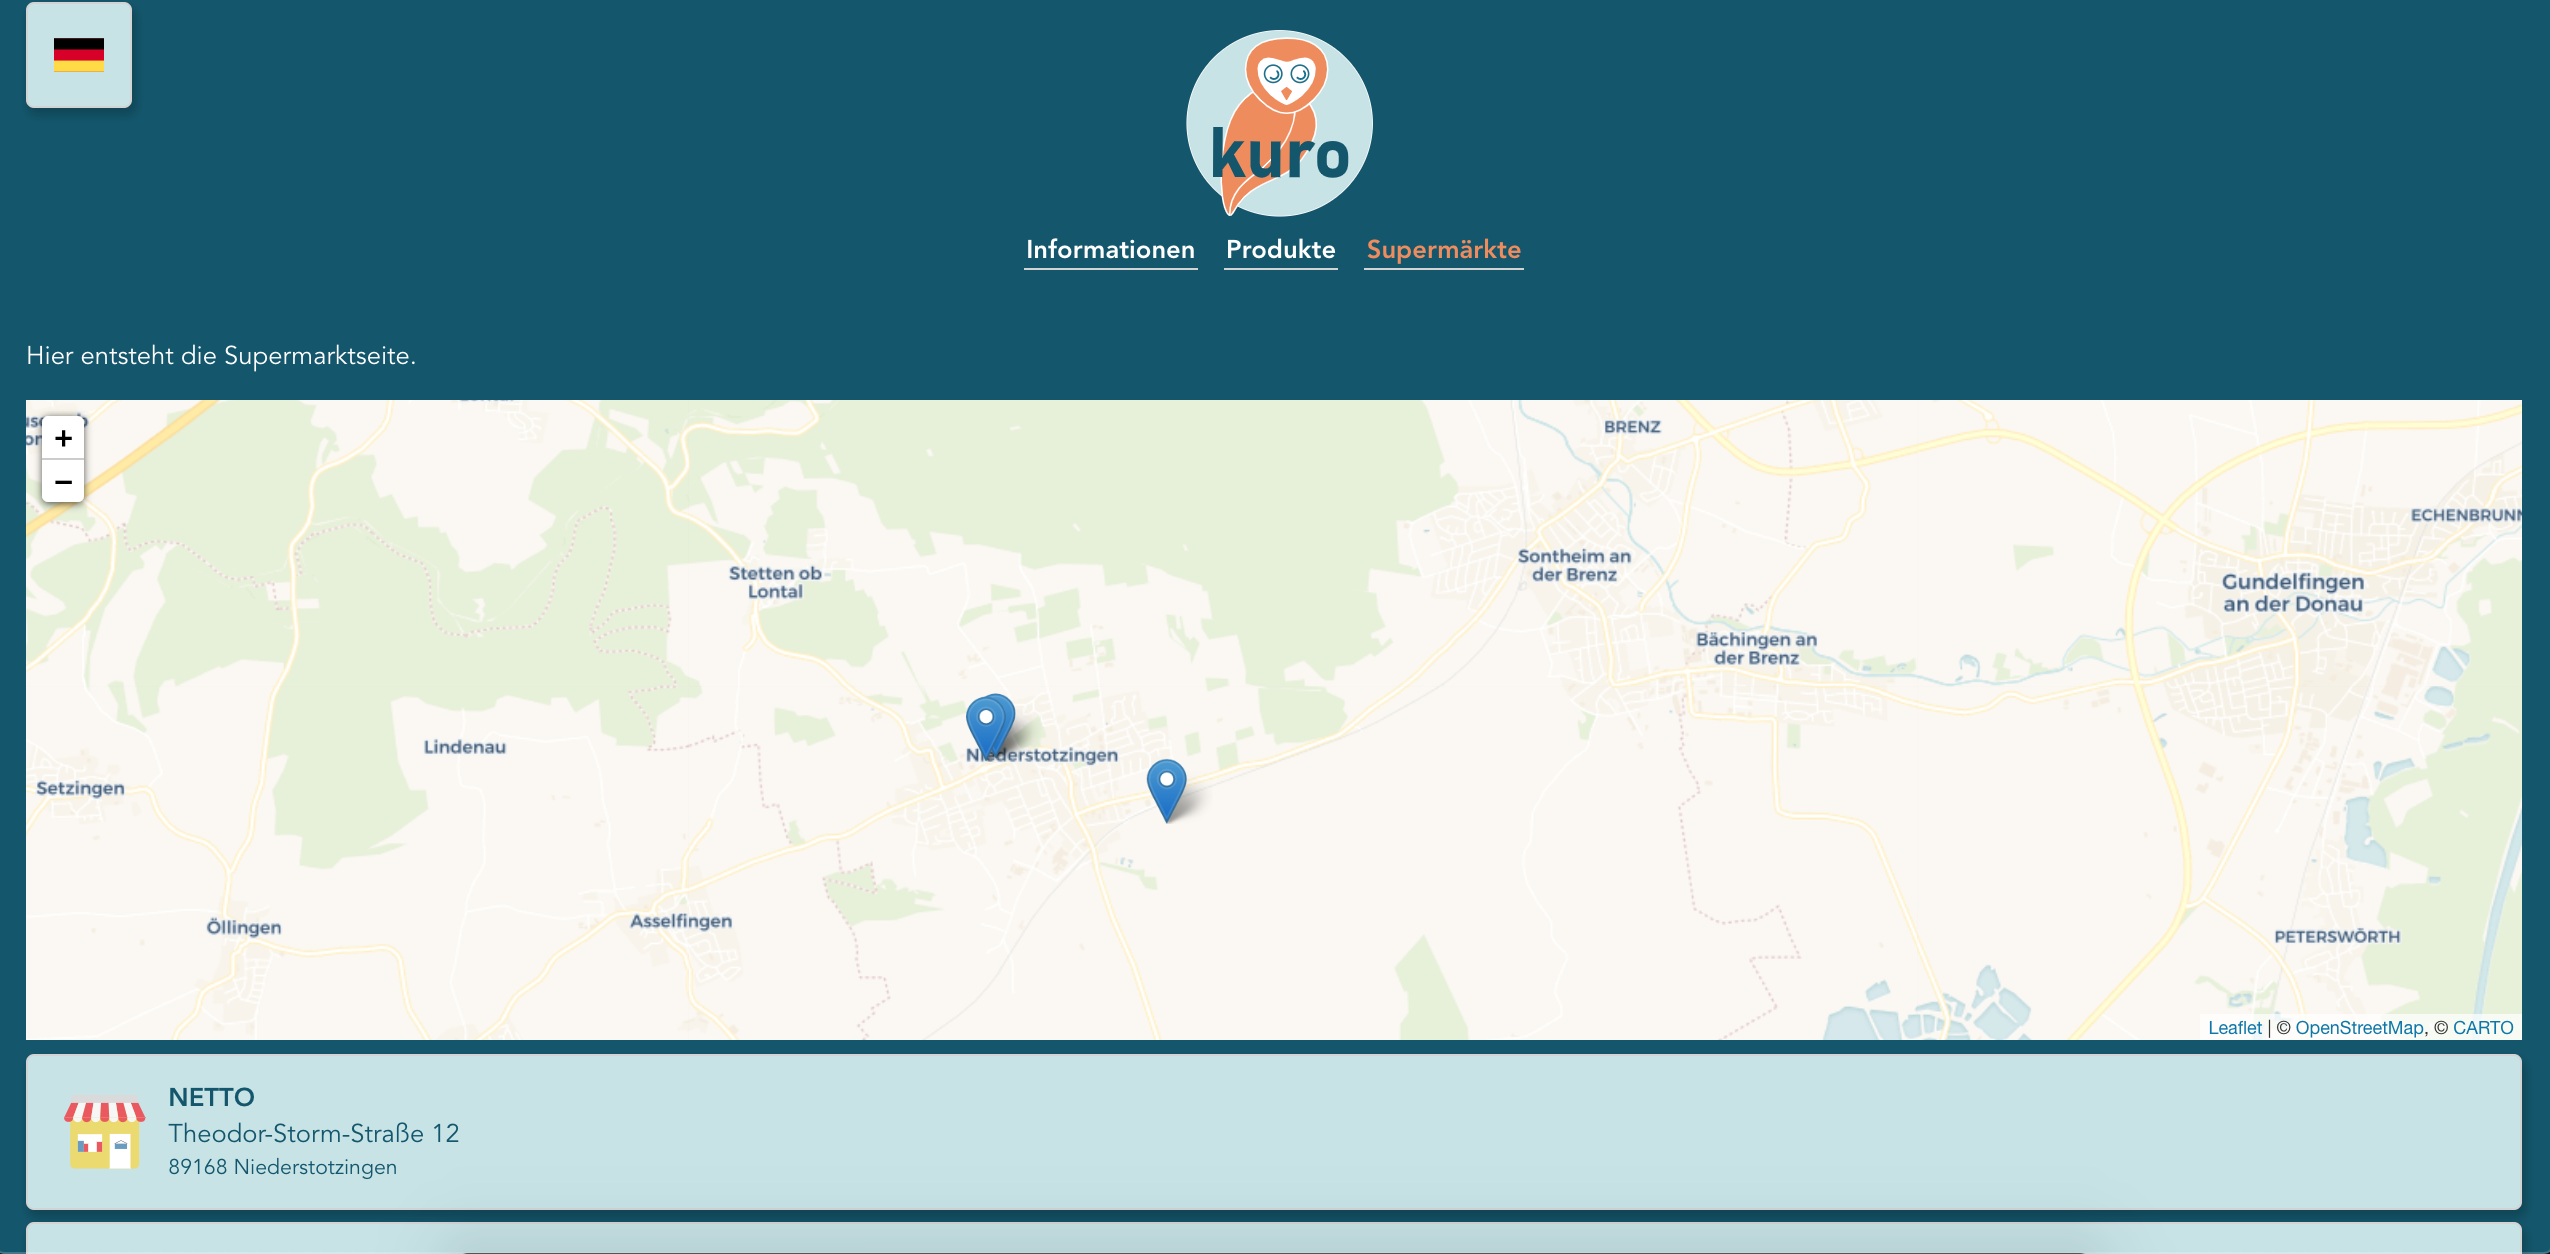 kuro
Informationen Produkte Supermärkte
Hier entsteht die Supermarktseite.
+
−
BRENZ
ECHENBRUNN
Sontheim an
der Brenz
Stetten ob
Lontal
Gundelfingen
an der Donau
Bächingen an
der Brenz
Lindenau
Niederstotzingen
Setzingen
Asselfingen
Öllingen
PETERSWÖRTH
Leaflet | © OpenStreetMap, © CARTO
NETTO
Theodor-Storm-Straße 12
89168 Niederstotzingen